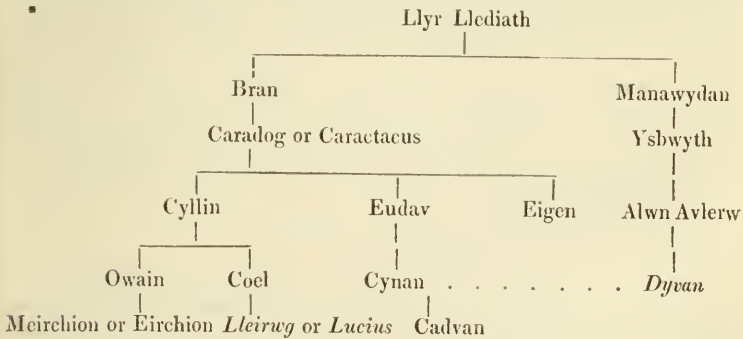 Llyr Llediath
Bran Manawydan
Caradog or Caractacus Ysbwyth
Cyllin Eudav Eigen Alwn Avlerw
Owain Coel Cynan . . . . . . . Dyvan
Meirchion or Eirchion Lleirwg or Lucius Cadvan